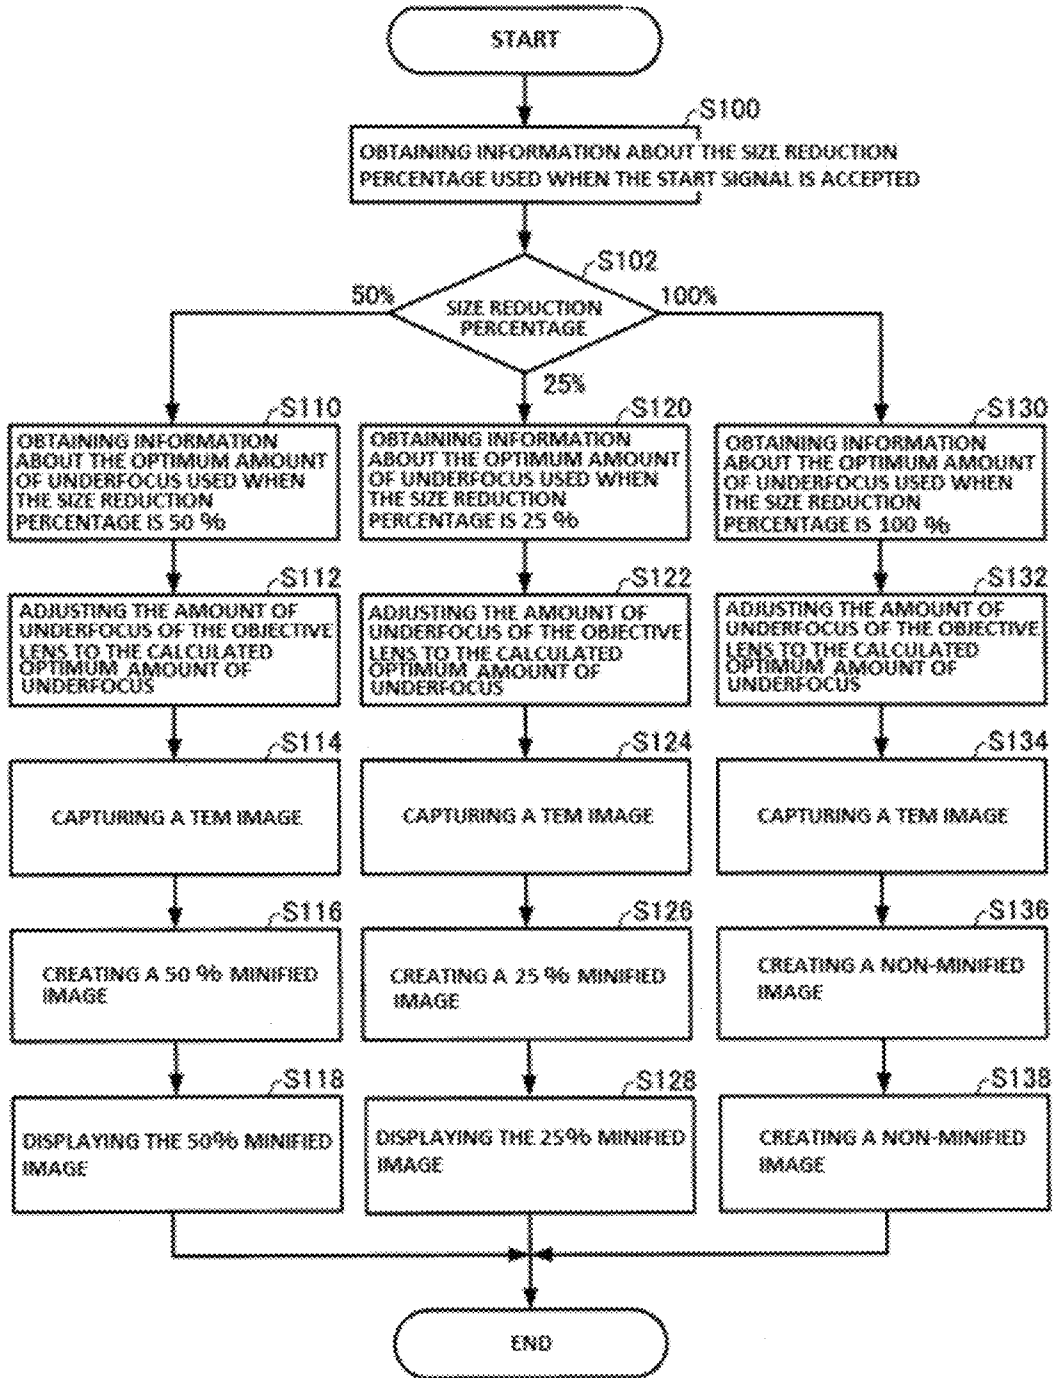 START
S100
OBTAINING INFORMATION ABOUT THE SIZE REDUCTION
PERCENTAGE USED WHEN THE START SIGNAL IS ACCEPTED
S102
50%
100%
SIZE REDUCTION
PERCENTAGE
25%
S110
OBTAINING INFORMATION
ABOUT THE OPTIMUM AMOUNT
OF UNDERFOCUS USED WHEN
THE SIZE REDUCTION
PERCENTAGE IS 50 %
S120
OBTAINING INFORMATION
ABOUT THE OPTIMUM AMOUNT
OF UNDERFOCUS USED WHEN
THE SIZE REDUCTION
PERCENTAGE IS 25 %
S130
OBTAINING INFORMATION
ABOUT THE OPTIMUM AMOUNT
OF UNDERFOCUS USED WHEN
THE SIZE REDUCTION
PERCENTAGE IS 100 %
S112
ADJUSTING THE AMOUNT OF
UNDERFOCUS OF THE OBJECTIVE
LENS TO THE CALCULATED
OPTIMUM AMOUNT OF
UNDERFOCUS
S122
ADJUSTING THE AMOUNT OF
UNDERFOCUS OF THE OBJECTIVE
LENS TO THE CALCULATED
OPTIMUM AMOUNT OF
UNDERFOCUS
S132
ADJUSTING THE AMOUNT OF
UNDERFOCUS OF THE OBJECTIVE
LENS TO THE CALCULATED
OPTIMUM AMOUNT OF
UNDERFOCUS
S114
CAPTURING A TEM IMAGE
S124
CAPTURING A TEM IMAGE
S134
CAPTURING A TEM IMAGE
S116
CREATING A 50 % MINIFIED
IMAGE
S126
CREATING A 25 % MINIFIED
IMAGE
S136
CREATING A NON-MINIFIED
IMAGE
S118
DISPLAYING THE 50% MINIFIED
IMAGE
S128
DISPLAYING THE 25% MINIFIED
IMAGE
S138
CREATING A NON-MINIFIED
IMAGE
END